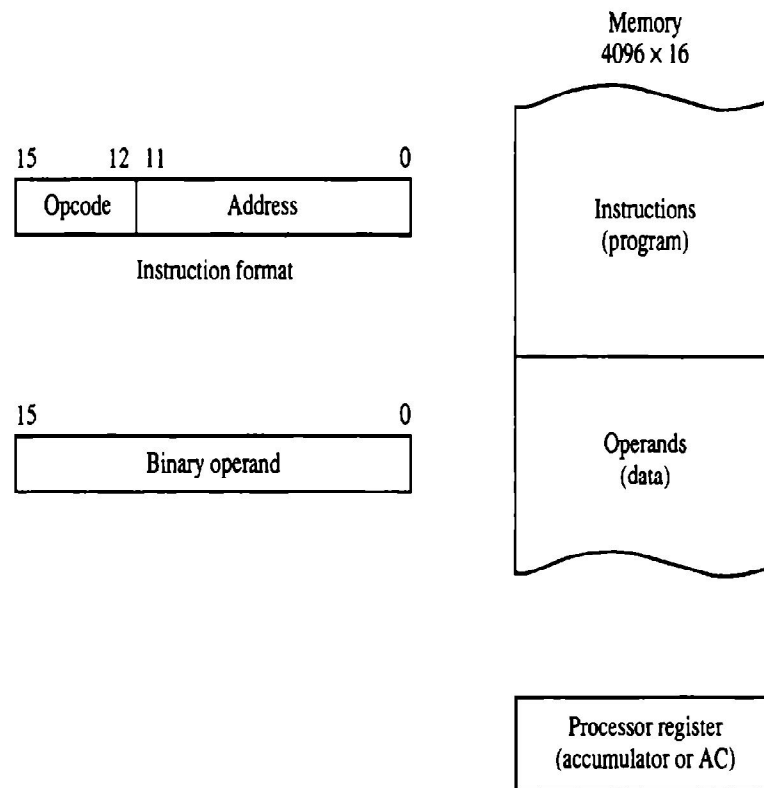 Memory
4096 × 16
15 12 11 0
Opcode Address
Instruction format
Instructions
(program)
15 0
Binary operand
Operands
(data)
Processor register
(accumulator or AC)